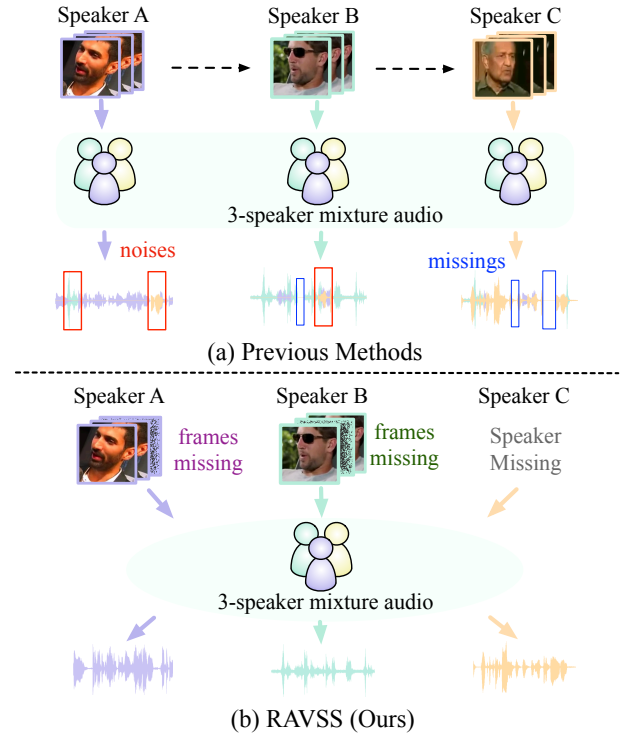 Speaker A Speaker B Speaker C
3-speaker mixture audio
noises
missings
(a) Previous Methods
Speaker A Speaker B Speaker C
frames
missing
frames
missing
Speaker
Missing
3-speaker mixture audio
(b) RAVSS (Ours)